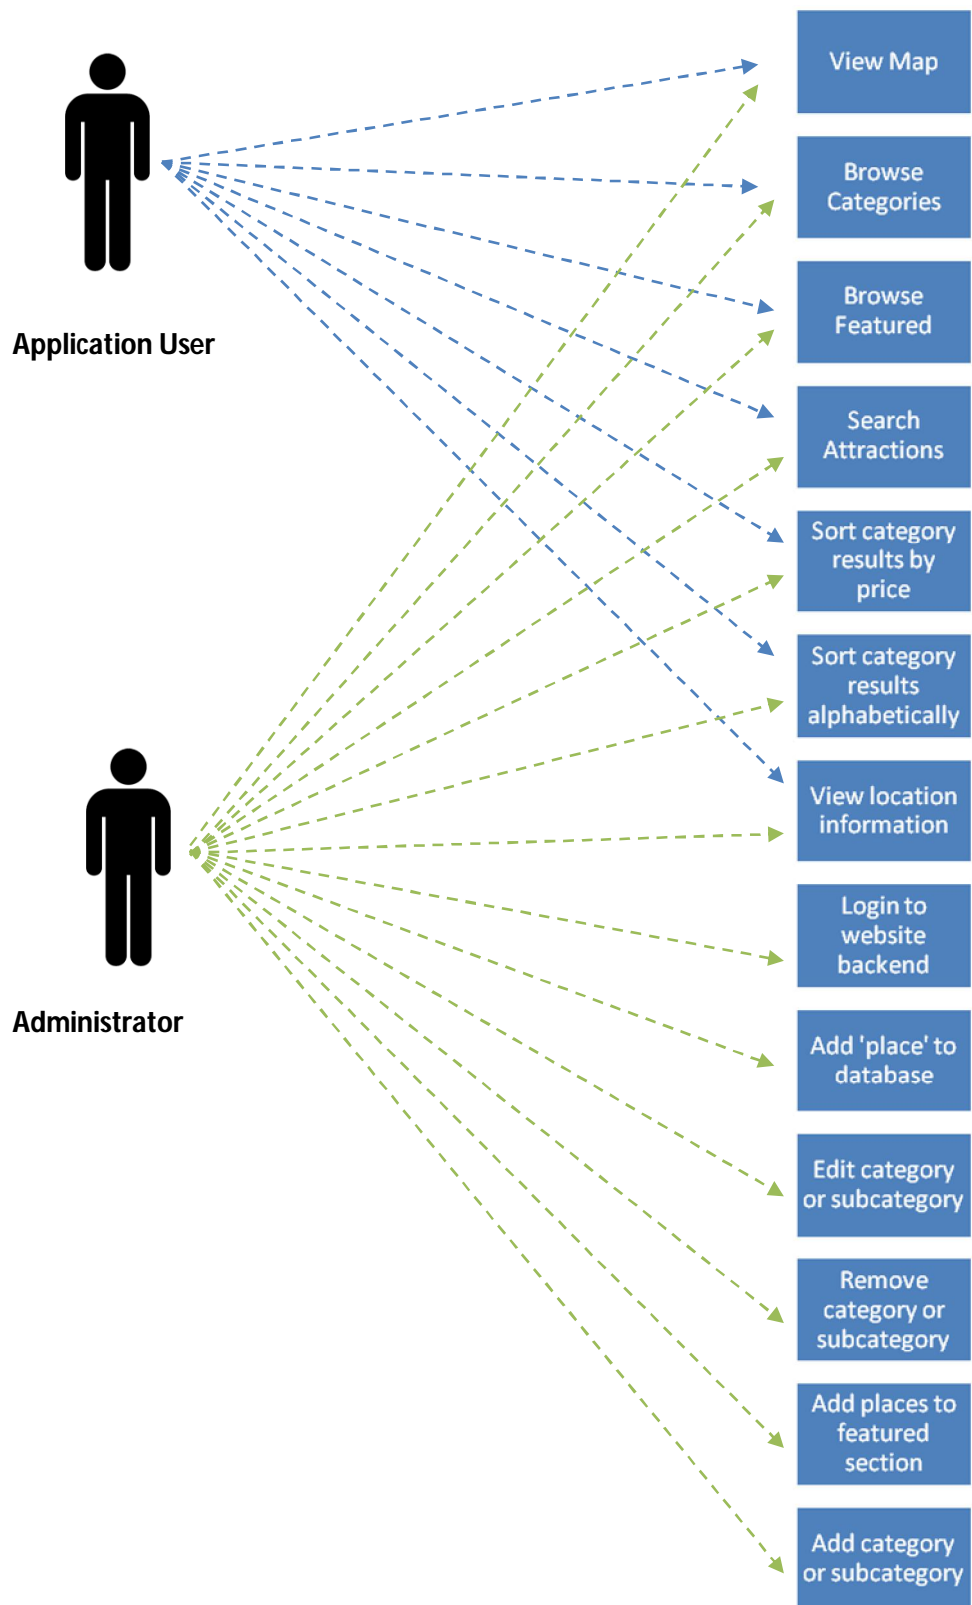 View Map
Browse
Categories
Browse
Featured
Application User
Search
Attractions
Sort category
results by
price
Sort category
results
alphabetically
View location
information
Login to
website
backend
Administrator
Add 'place' to
database
Edit category
or subcategory
Remove
category or
subcategory
Add places to
featured
section
Add category
or subcategory